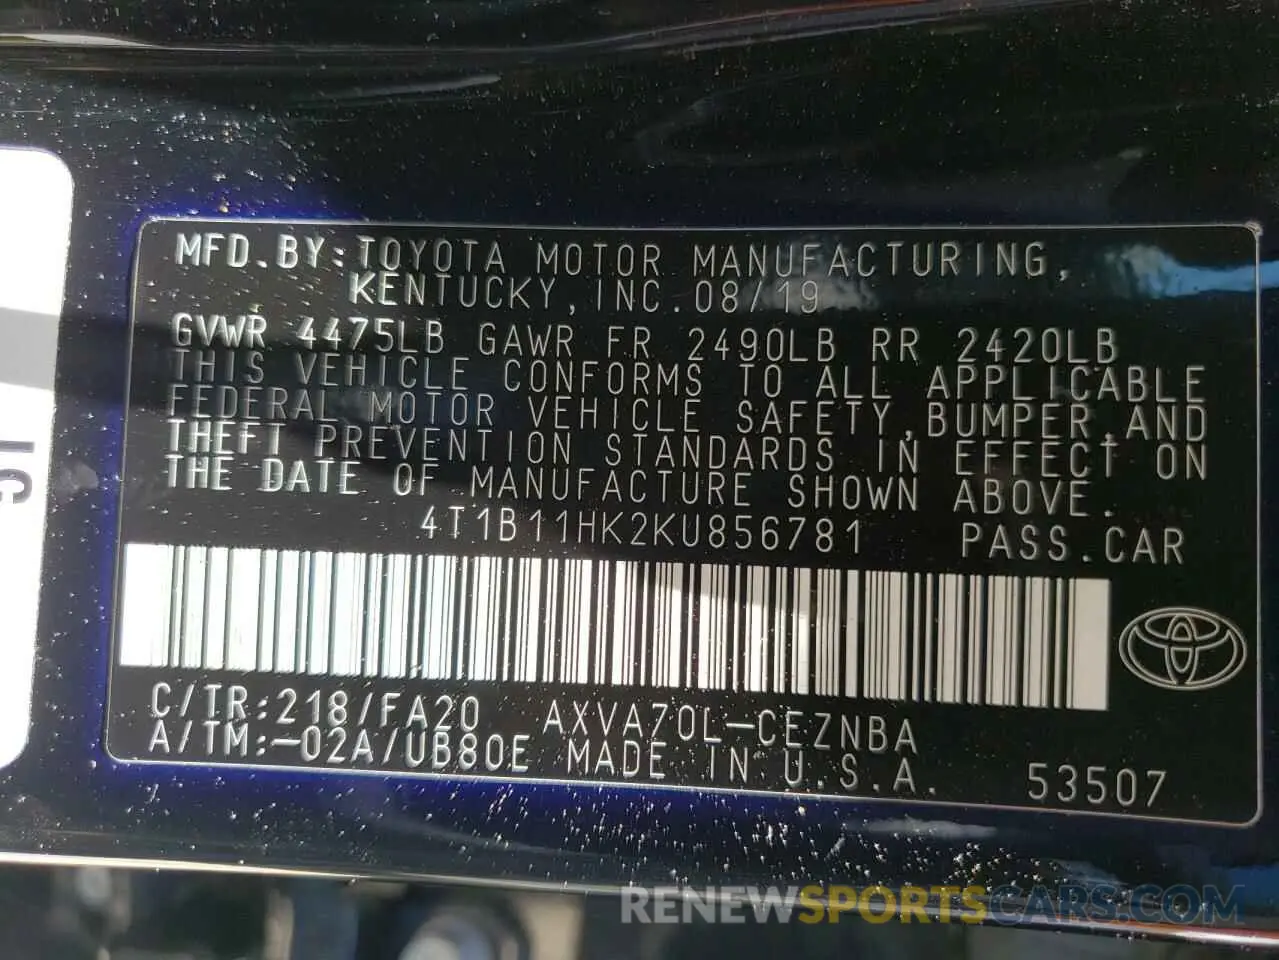 MFD.BY:TOYOTA MOTOR MANUFACTURING,
KENTUCKY,INC.08/19
GVWR 4475LB GAWR FR 2490LB RR 2420LB
THIS VEHICLE CONFORMS TO ALL APPLICABLE
FEDERAL MOTOR VEHICLE SAFETY,BUMPER,AND
THEFT PREVENTION STANDARDS IN EFFECT ON
THE DATE OF MANUFACTURE SHOWN ABOVE.
4T1B11HK2KU856781 PASS.CAR
C/TR:218/FA20 AXVA70L-CEZNBA
A/TM:-02A/UB80E MADE IN U.S.A. 53507
RENEWSPORTSCARS.COM